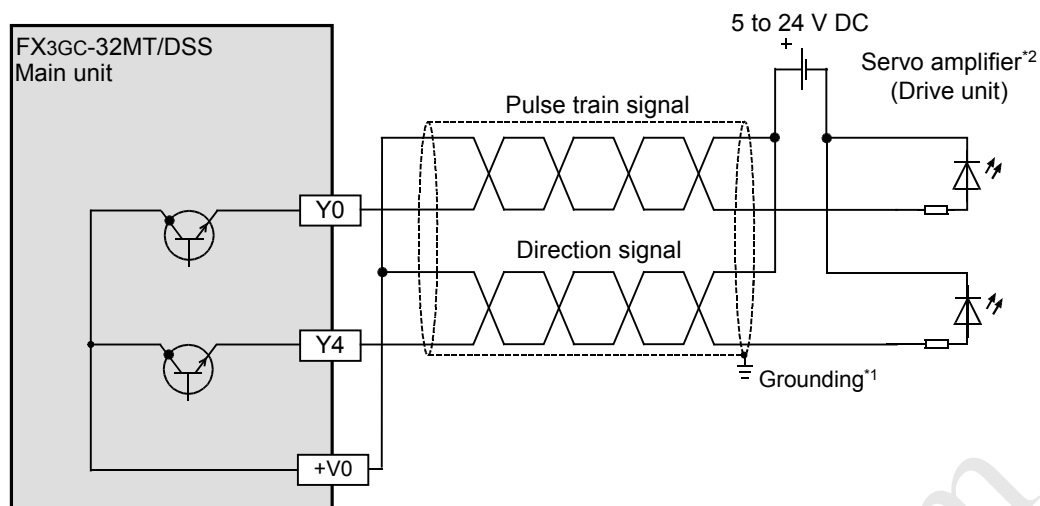 5 to 24 V DC
+
FX3GC-32MT/DSS
Main unit
Servo amplifier*2
(Drive unit)
Pulse train signal
Y0
Direction signal
Y4
Grounding*1
+V0